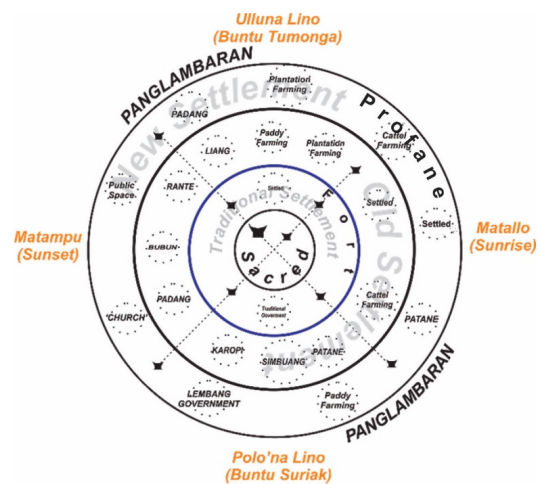 Ulluna Lino
(Buntu Tumonga)
PANGLAMBARAN
New Settlement
Profane
Plantation
Farming
PADANG
Cattel
Farming
Public
Space
Settled
'CHURCH'
PATANE
LEMBANG
GOVERNMENT
Paddy
Farming
PANGLAMBARAN
Old Settlement
LIANG
Paddy
Farming
Plantation
Farming
RANTE
Settled
BUBUN
PADANG
Cattel
Farming
KAROPI
SIMBUANG
PATANE
Fort
Traditional Settlement
Settled
Sacred
Traditional
Goverment
Matampu
(Sunset)
Matallo
(Sunrise)
Polo'na Lino
(Buntu Suriak)